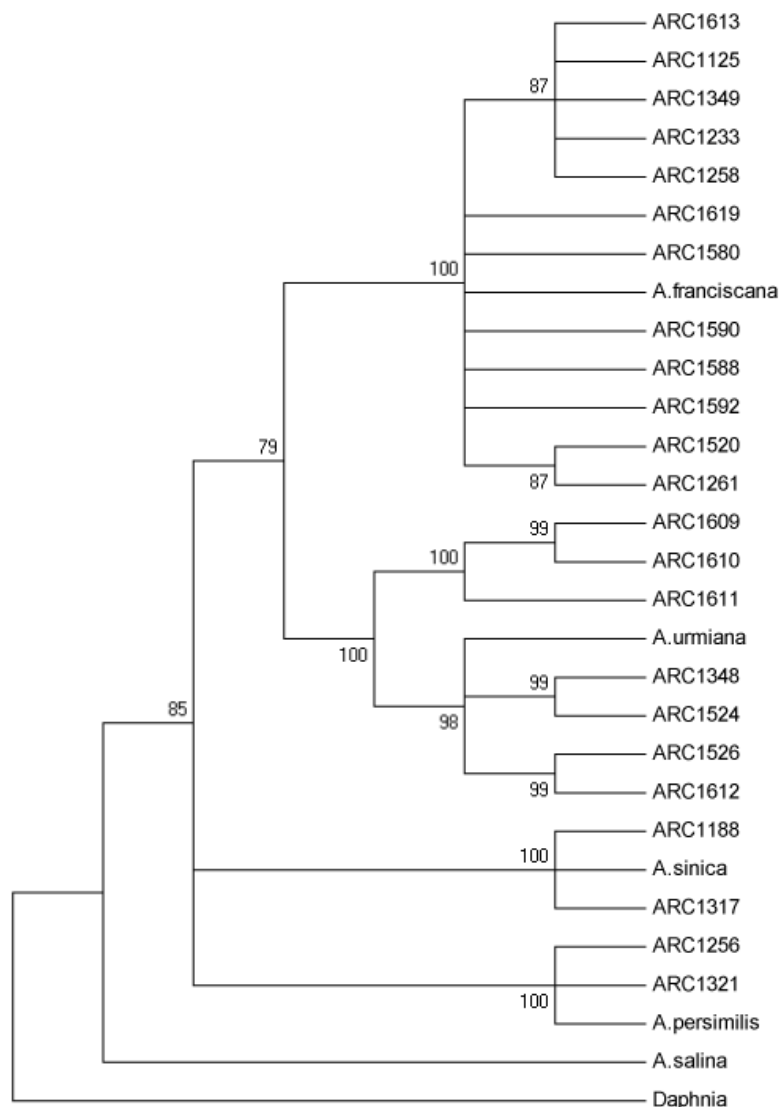 ARC1613
ARC1125
87
ARC1349
ARC1233
ARC1258
ARC1619
ARC1580
100
A.franciscana
ARC1590
ARC1588
ARC1592
79
ARC1520
87
ARC1261
99
ARC1609
100
ARC1610
ARC1611
A.urmiana
100
99
ARC1348
85
ARC1524
98
ARC1526
99
ARC1612
ARC1188
100
A.sinica
ARC1317
ARC1256
ARC1321
100
A.persimilis
A.salina
Daphnia